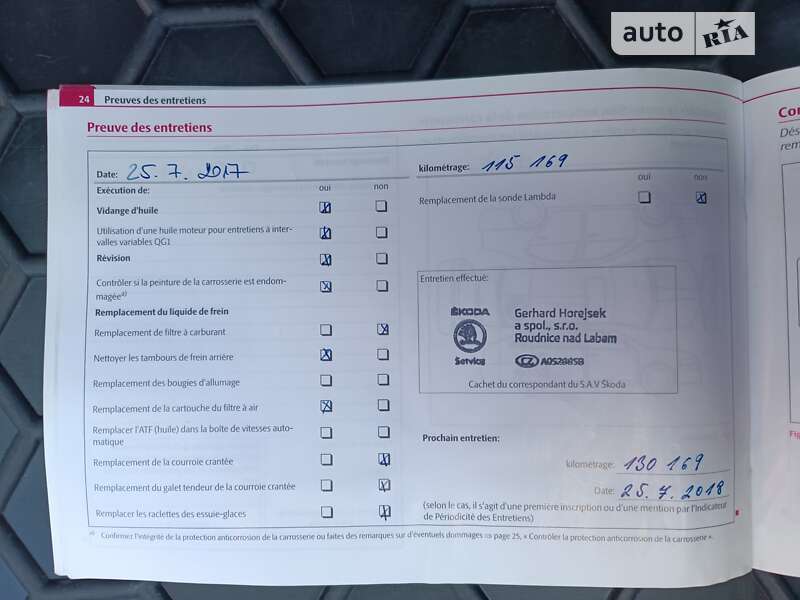 auto RIA
24 Preuves des entretiens
Preuve des entretiens
Date: 25. 7. 2017
Exécution de:
oui non
Vidange d'huile
Utilisation d'une huile moteur pour entretiens à inter-
valles variables QG1
Révision
Contrôler si la peinture de la carrosserie est endom-
magée a)
Remplacement du liquide de frein
Remplacement de filtre à carburant
Nettoyer les tambours de frein arrière
Remplacement des bougies d'allumage
Remplacement de la cartouche du filtre à air
Remplacer l'ATF (huile) dans la boîte de vitesses auto-
matique
Remplacement de la courroie crantée
Remplacement du galet tendeur de la courroie crantée
Remplacer les raclettes des essuie-glaces
kilométrage: 115 169
oui non
Remplacement de la sonde Lambda
Entretien effectué:
ŠKODA
Service
Gerhard Horejsek
a spol., s.r.o.
Roudnice nad Labem
CZ A0528858
Cachet du correspondant du S.A.V Škoda
Prochain entretien:
kilométrage: 130 169
Date: 25. 7. 2018
(selon le cas, il s'agit d'une première inscription ou d'une mention par l'Indicateur
de Périodicité des Entretiens)
a) Confirmer l'intégrité de la protection anticorrosion de la carrosserie ou faites des remarques sur d'éventuels dommages ⇒ page 25, « Contrôler la protection anticorrosion de la carrosserie ».
Co
Dés
rem
Fig